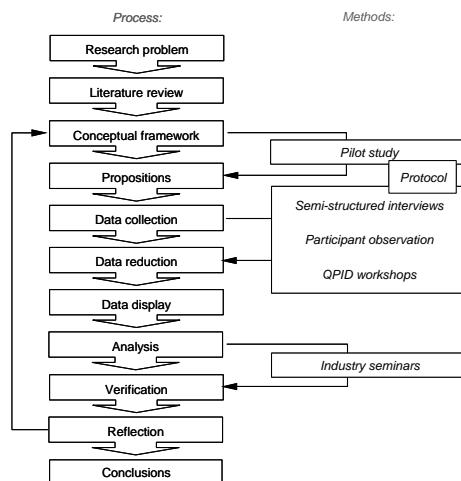 Process:
Methods:
Research problem
Literature review
Conceptual framework
Pilot study
Propositions
Protocol
Data collection
Semi-structured interviews
Participant observation
Data reduction
QPID workshops
Data display
Analysis
Industry seminars
Verification
Reflection
Conclusions